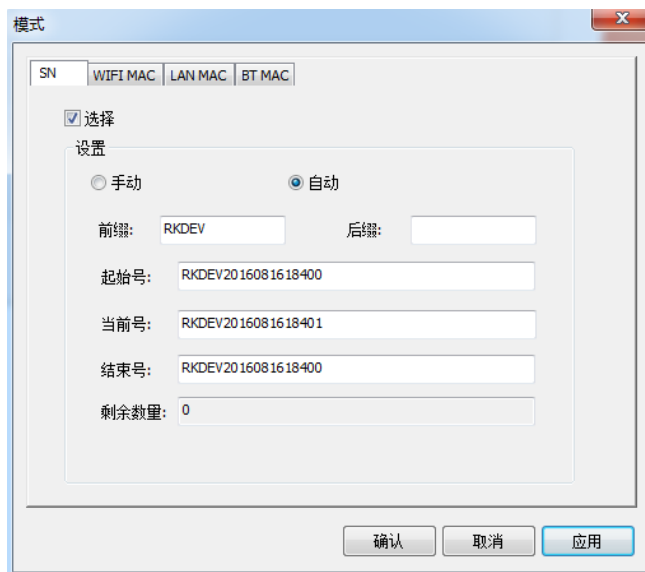 模式
SN WIFI MAC LAN MAC BT MAC
选择
设置
手动 自动
前缀: RKDEV 后缀:
起始号: RKDEV2016081618400
当前号: RKDEV2016081618401
结束号: RKDEV2016081618400
剩余数量: 0
确认 取消 应用